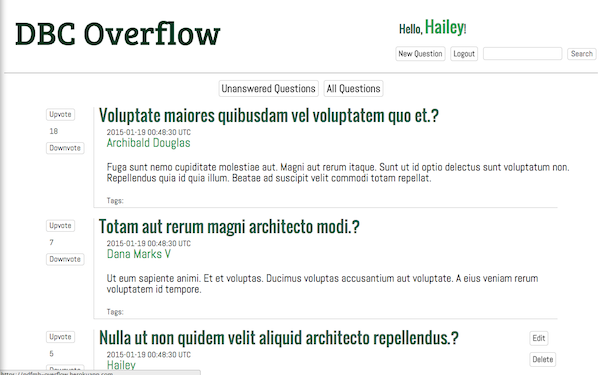 DBC Overflow
Hello, Hailey!
New Question Logout Search
Unanswered Questions All Questions
Upvote
18
Downvote
Voluptate maiores quibusdam vel voluptatem quo et.?
2015-01-19 00:48:30 UTC
Archibald Douglas
Fuga sunt nemo cupiditate molestiae aut. Magni aut rerum itaque. Sunt ut id optio delectus sunt voluptatum non.
Repellendus quia id quia illum. Beatae ad suscipit velit commodi totam repellat.
Tags:
Upvote
7
Downvote
Totam aut rerum magni architecto modi.?
2015-01-19 00:48:30 UTC
Dana Marks V
Ut eum sapiente animi. Et et voluptas. Ducimus voluptas accusantium aut voluptate. A eius veniam rerum
voluptatem id tempore.
Tags:
Upvote
5
Downvote
Nulla ut non quidem velit aliquid architecto repellendus.?
2015-01-19 00:48:30 UTC
Hailey
Edit
Delete